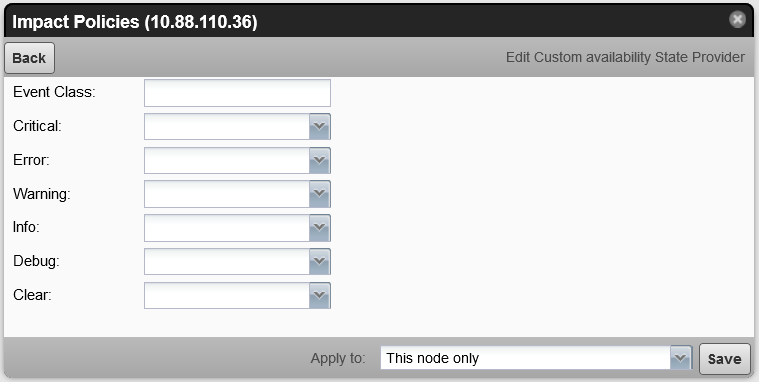 Impact Policies (10.88.110.36)
Back
Edit Custom availability State Provider
Event Class:
Critical:
Error:
Warning:
Info:
Debug:
Clear:
Apply to: This node only
Save